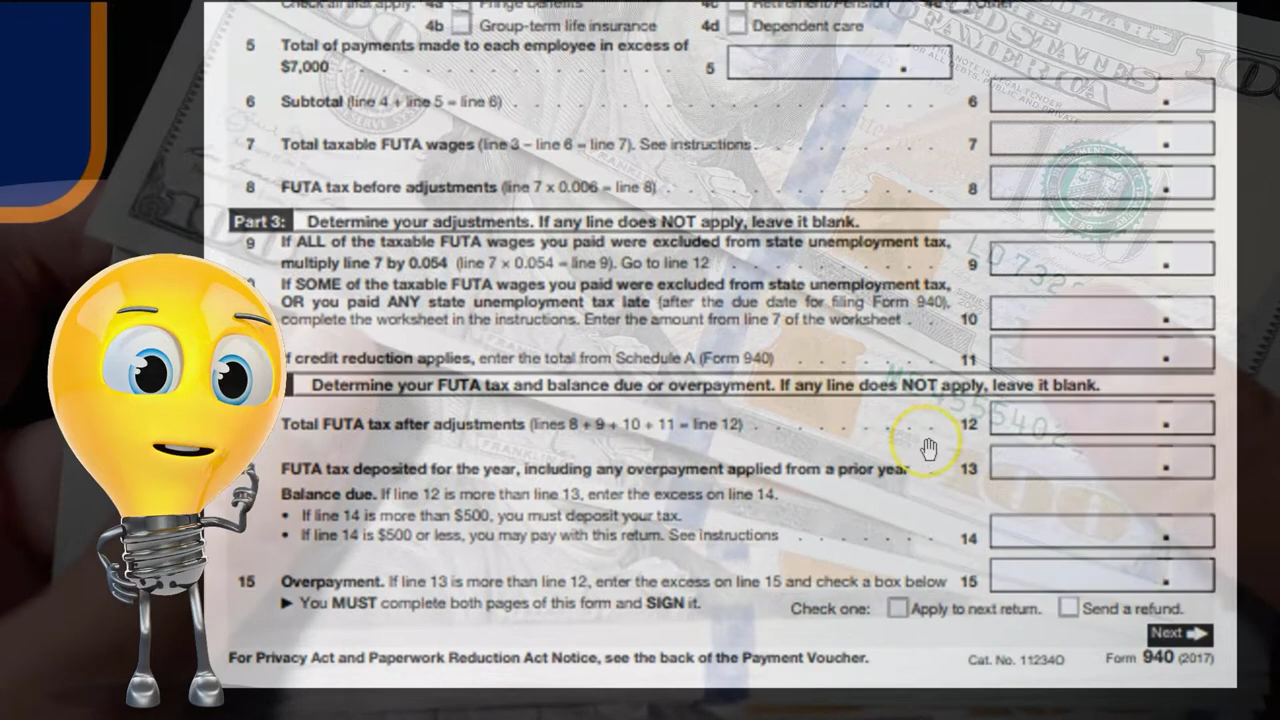 Check all that apply: 4a Fringe benefits 4c Retirement/Pension 4e Other
4b Group-term life insurance 4d Dependent care
5 Total of payments made to each employee in excess of
$7,000 . . . . . . . . . . . . . . . . 5 .
6 Subtotal (line 4 + line 5 = line 6) . . . . . . . . . . . . 6 .
7 Total taxable FUTA wages (line 3 – line 6 = line 7). See instructions . . . . . . . 7 .
8 FUTA tax before adjustments (line 7 x 0.006 = line 8) . . . . . . . . . 8 .
Part 3: Determine your adjustments. If any line does NOT apply, leave it blank.
9 If ALL of the taxable FUTA wages you paid were excluded from state unemployment tax,
multiply line 7 by 0.054 (line 7 × 0.054 = line 9). Go to line 12 . . . . . . . . 9 .
If SOME of the taxable FUTA wages you paid were excluded from state unemployment tax,
OR you paid ANY state unemployment tax late (after the due date for filing Form 940),
complete the worksheet in the instructions. Enter the amount from line 7 of the worksheet . . 10 .
f credit reduction applies, enter the total from Schedule A (Form 940) . . . . . . 11 .
Determine your FUTA tax and balance due or overpayment. If any line does NOT apply, leave it blank.
Total FUTA tax after adjustments (lines 8 + 9 + 10 + 11 = line 12) . . . . . . . 12 .
FUTA tax deposited for the year, including any overpayment applied from a prior year . 13 .
Balance due. If line 12 is more than line 13, enter the excess on line 14.
• If line 14 is more than $500, you must deposit your tax.
• If line 14 is $500 or less, you may pay with this return. See instructions . . . . . . 14 .
15 Overpayment. If line 13 is more than line 12, enter the excess on line 15 and check a box below 15 .
▶ You MUST complete both pages of this form and SIGN it. Check one: Apply to next return. Send a refund.
Next
For Privacy Act and Paperwork Reduction Act Notice, see the back of the Payment Voucher. Cat. No. 11234O Form 940 (2017)